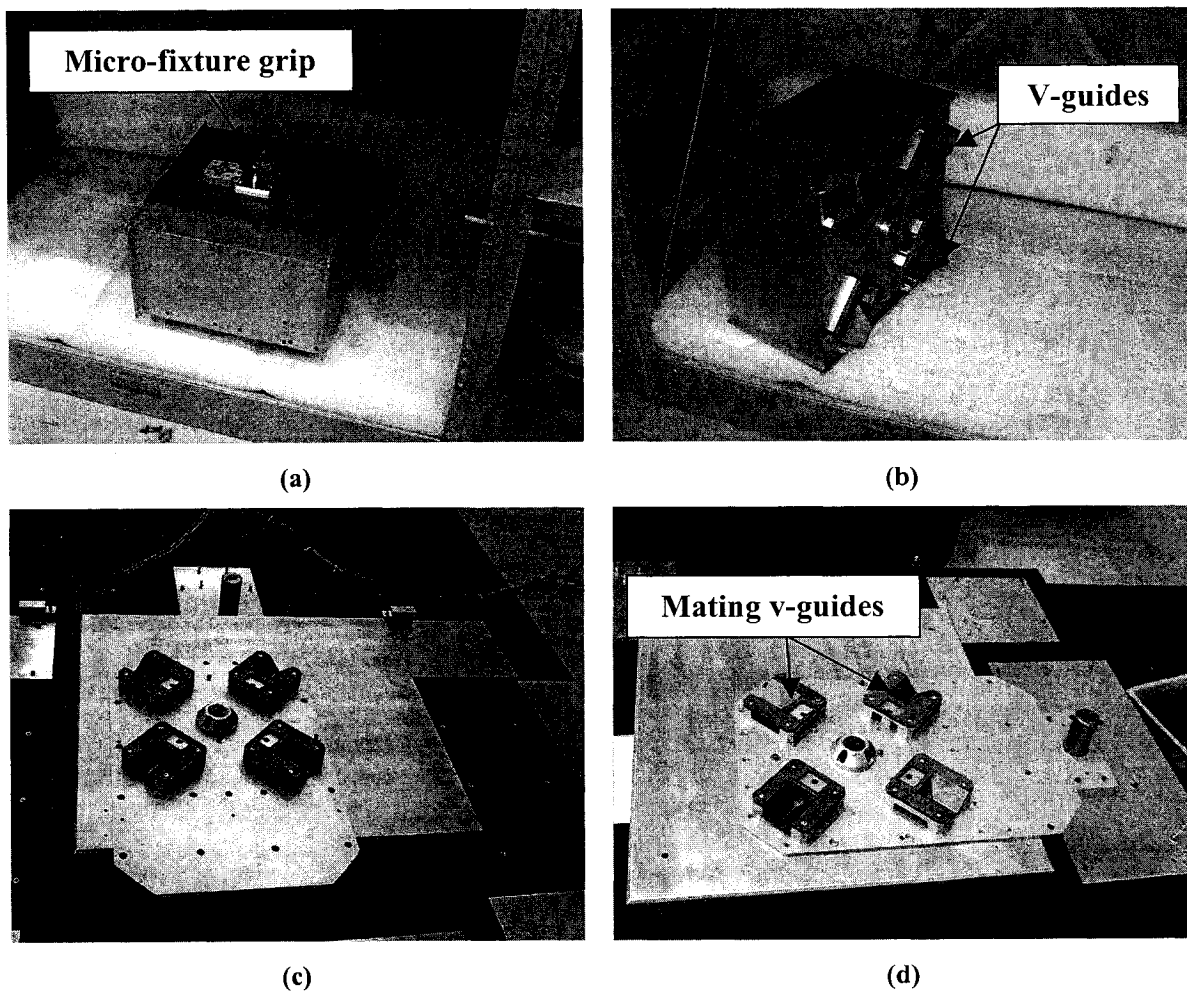 Micro-fixture grip
V-guides
(a)
(b)
Mating v-guides
(c)
(d)